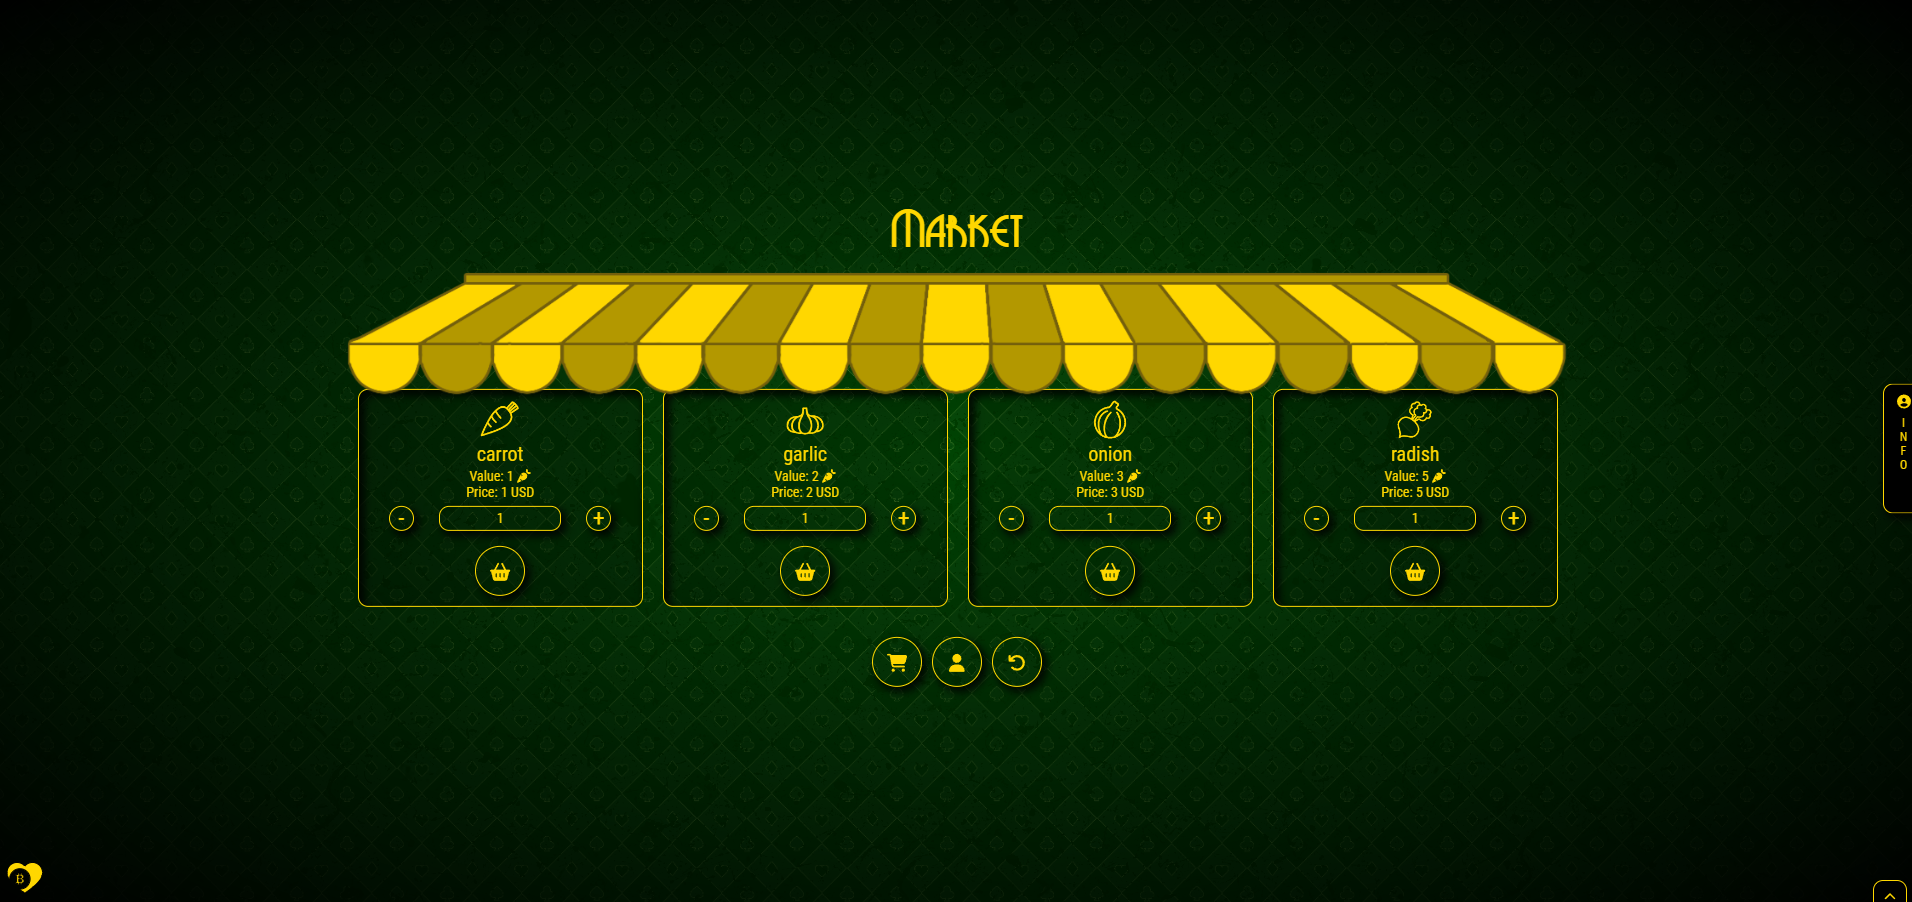 MARKET
carrot
Value: 1
Price: 1 USD
- 1 +
garlic
Value: 2
Price: 2 USD
- 1 +
onion
Value: 3
Price: 3 USD
- 1 +
radish
Value: 5
Price: 5 USD
- 1 +
INFO
B